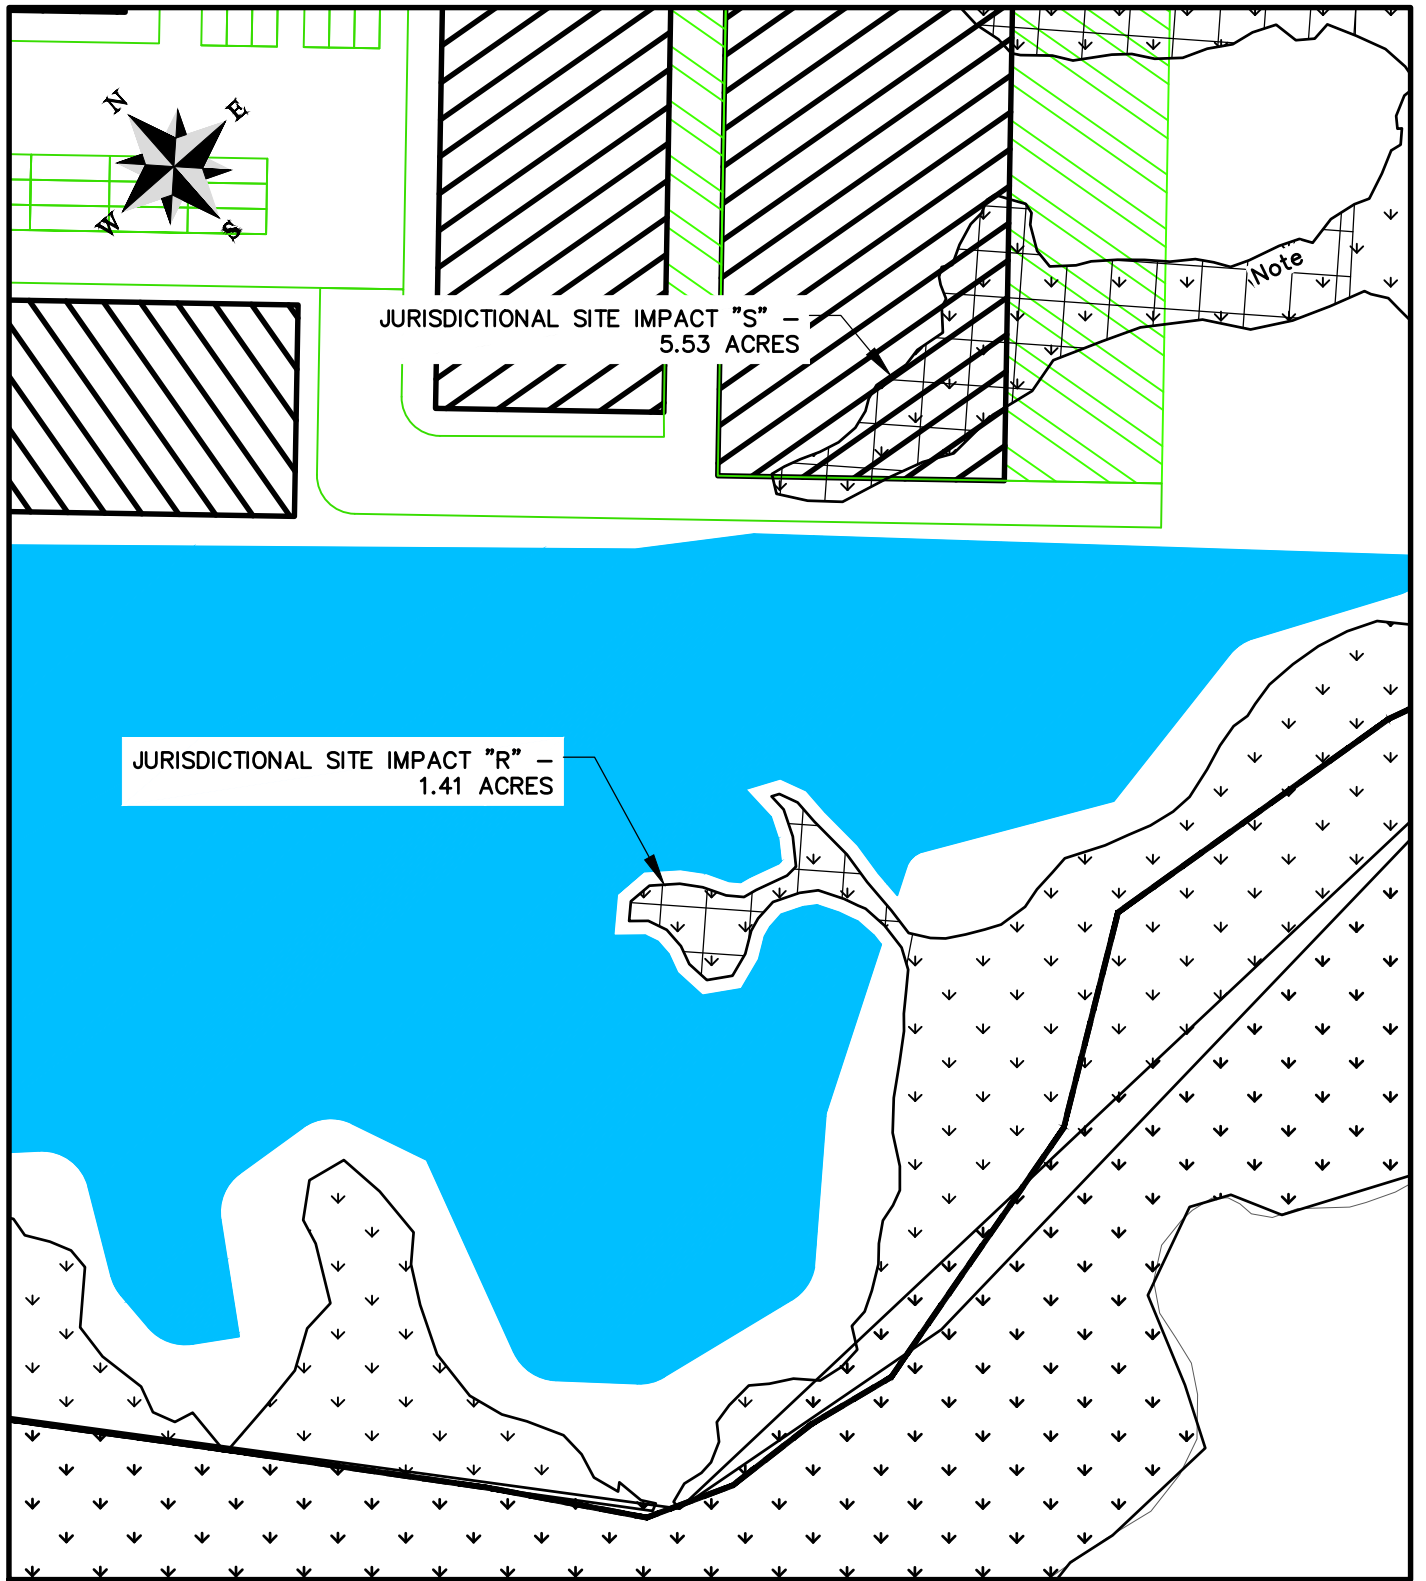 N
E
W
S
JURISDICTIONAL SITE IMPACT "S" –
5.53 ACRES
Note
JURISDICTIONAL SITE IMPACT "R" –
1.41 ACRES